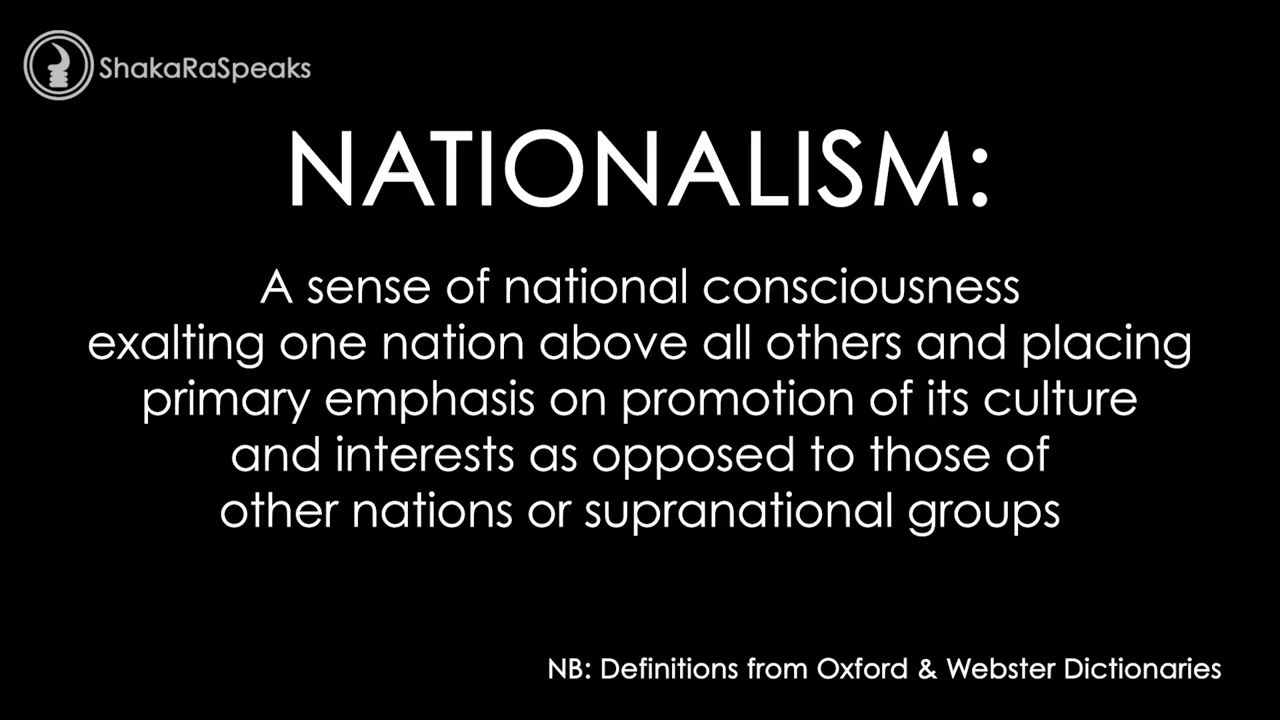 ShakaRaSpeaks
NATIONALISM:
A sense of national consciousness
exalting one nation above all others and placing
primary emphasis on promotion of its culture
and interests as opposed to those of
other nations or supranational groups
NB: Definitions from Oxford & Webster Dictionaries